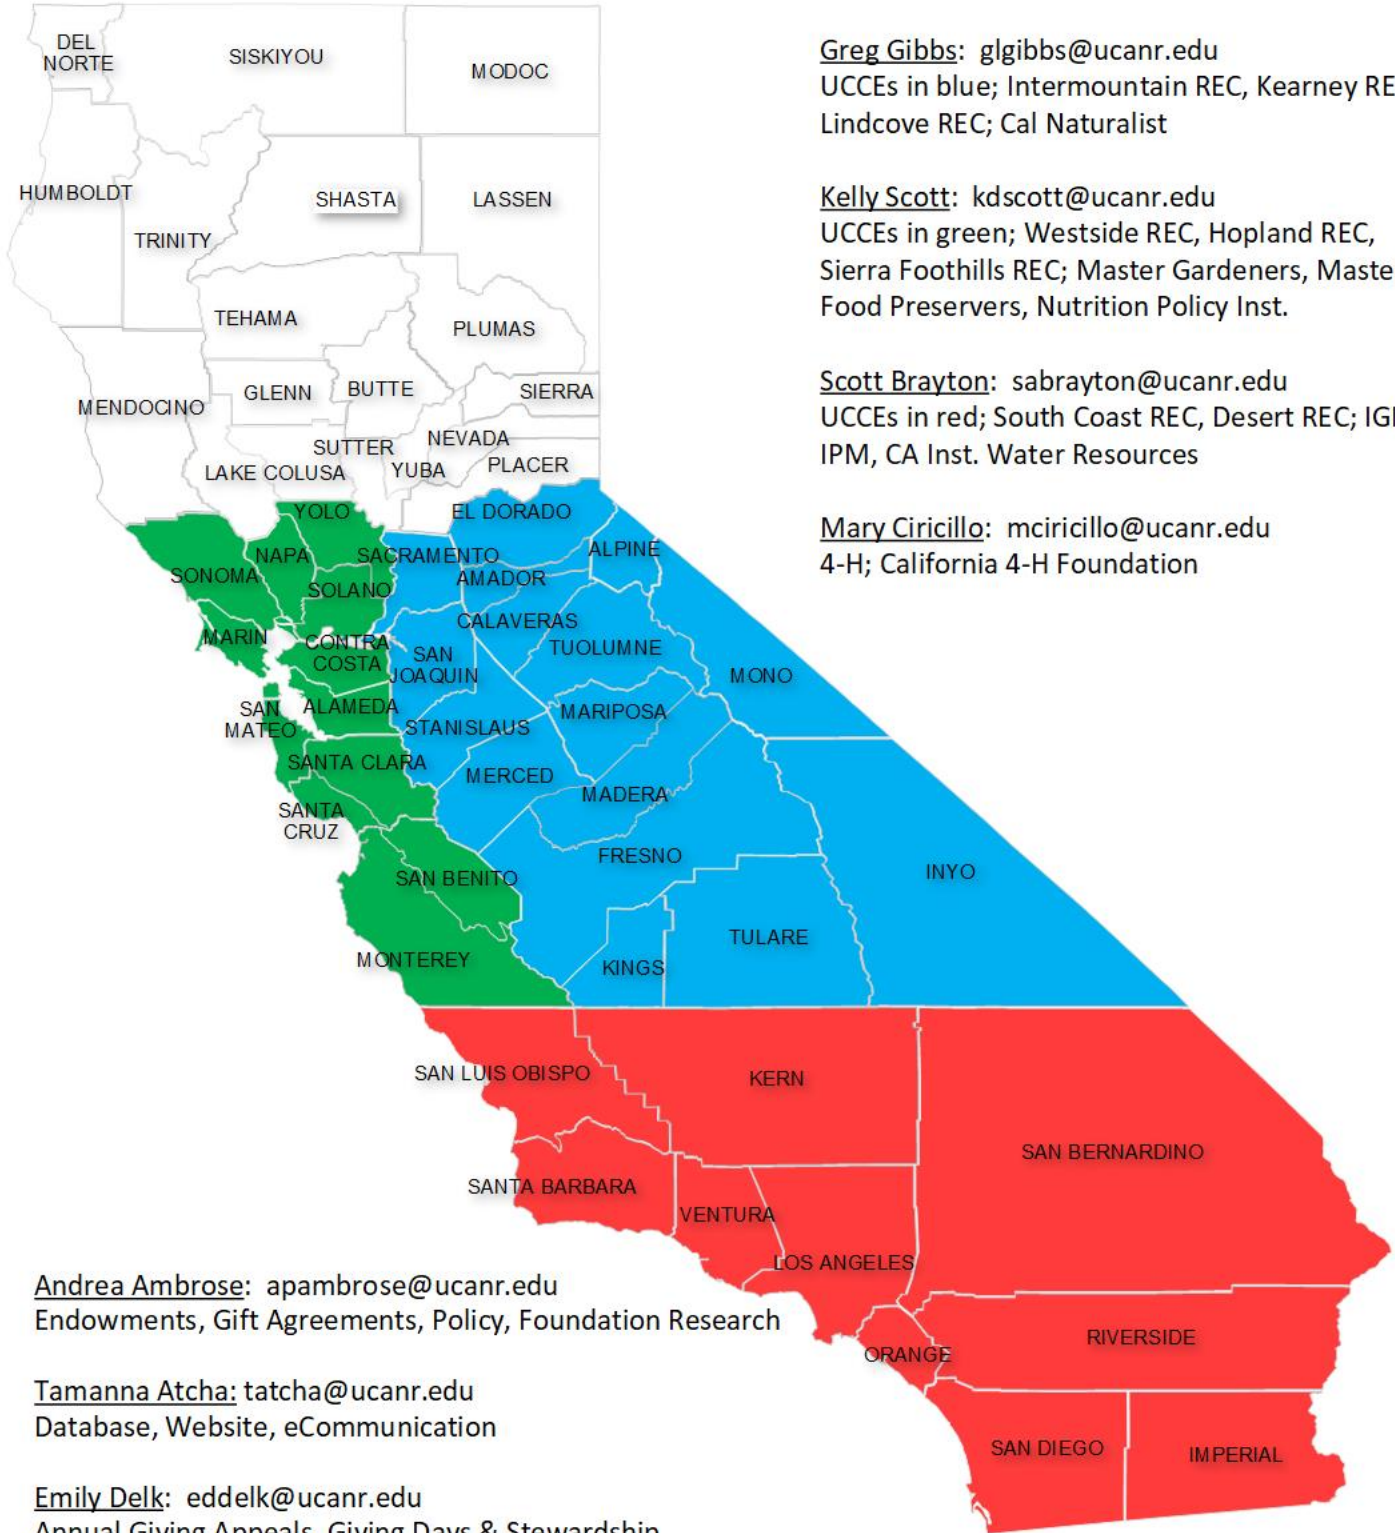 DEL
NORTE
SISKIYOU
MODOC
HUMBOLDT
TRINITY
SHASTA
LASSEN
TEHAMA
PLUMAS
MENDOCINO
GLENN
BUTTE
SIERRA
LAKE
COLUSA
SUTTER
YUBA
NEVADA
PLACER
YOLO
EL DORADO
NAPA
SACRAMENTO
ALPINE
SONOMA
SOLANO
AMADOR
CALAVERAS
MARIN
CONTRA
COSTA
SAN
JOAQUIN
TUOLUMNE
MONO
SAN
MATEO
ALAMEDA
STANISLAUS
MARIPOSA
SANTA CLARA
MERCED
MADERA
SANTA
CRUZ
FRESNO
INYO
SAN BENITO
TULARE
MONTEREY
KINGS
SAN LUIS OBISPO
KERN
SAN BERNARDINO
SANTA BARBARA
VENTURA
LOS ANGELES
ORANGE
RIVERSIDE
SAN DIEGO
IMPERIAL
Greg Gibbs: glgibbs@ucanr.edu
UCCEs in blue; Intermountain REC, Kearney RE
Lindcove REC; Cal Naturalist
Kelly Scott: kdscott@ucanr.edu
UCCEs in green; Westside REC, Hopland REC,
Sierra Foothills REC; Master Gardeners, Maste
Food Preservers, Nutrition Policy Inst.
Scott Brayton: sabrayton@ucanr.edu
UCCEs in red; South Coast REC, Desert REC;
IPM, CA Inst. Water Resources
Mary Ciricillo: mciricillo@ucanr.edu
4-H; California 4-H Foundation
Andrea Ambrose: apambrose@ucanr.edu
Endowments, Gift Agreements, Policy, Foundation Research
Tamanna Atcha: tatcha@ucanr.edu
Database, Website, eCommunication
Emily Delk: eddelk@ucanr.edu
Annual Giving Appeals, Giving Days & Stewardship